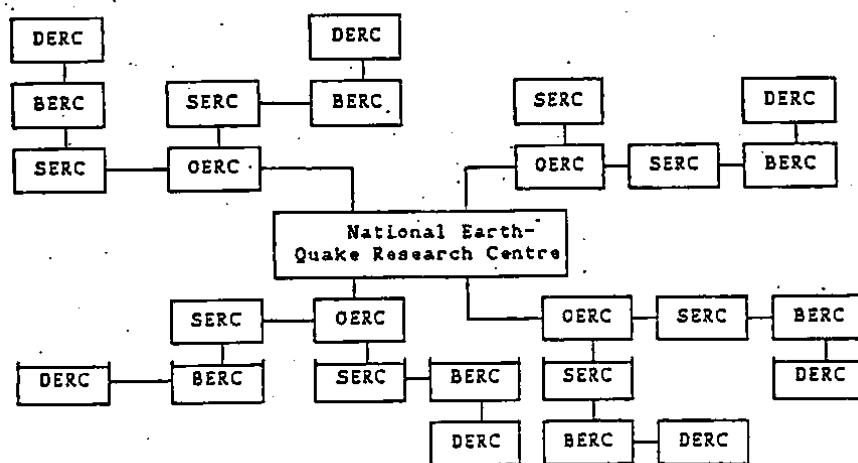 DERC DERC
BERC SERC BERC SERC DERC
SERC OERC OERC SERC BERC
National Earth-
Quake Research Centre
SERC OERC OERC SERC BERC
DERC BERC SERC BERC SERC DERC
DERC BERC DERC